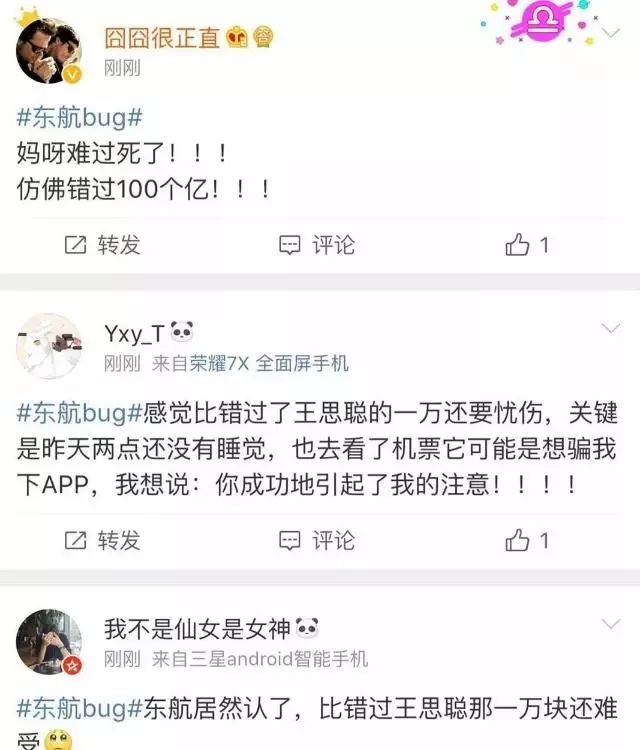 囧囧很正直
刚刚
#东航bug#
妈呀难过死了！！！
仿佛错过100个亿！！！
转发 评论 1
Yxy_T
刚刚 来自荣耀7X 全面屏手机
#东航bug#感觉比错过了王思聪的一万还要忧伤，关键
是昨天两点还没有睡觉，也去看了机票它可能是想骗我
下APP，我想说：你成功地引起了我的注意！！！！
转发 评论 1
我不是仙女是女神
刚刚 来自三星android智能手机
#东航bug#东航居然认了，比错过王思聪那一万块还难
受